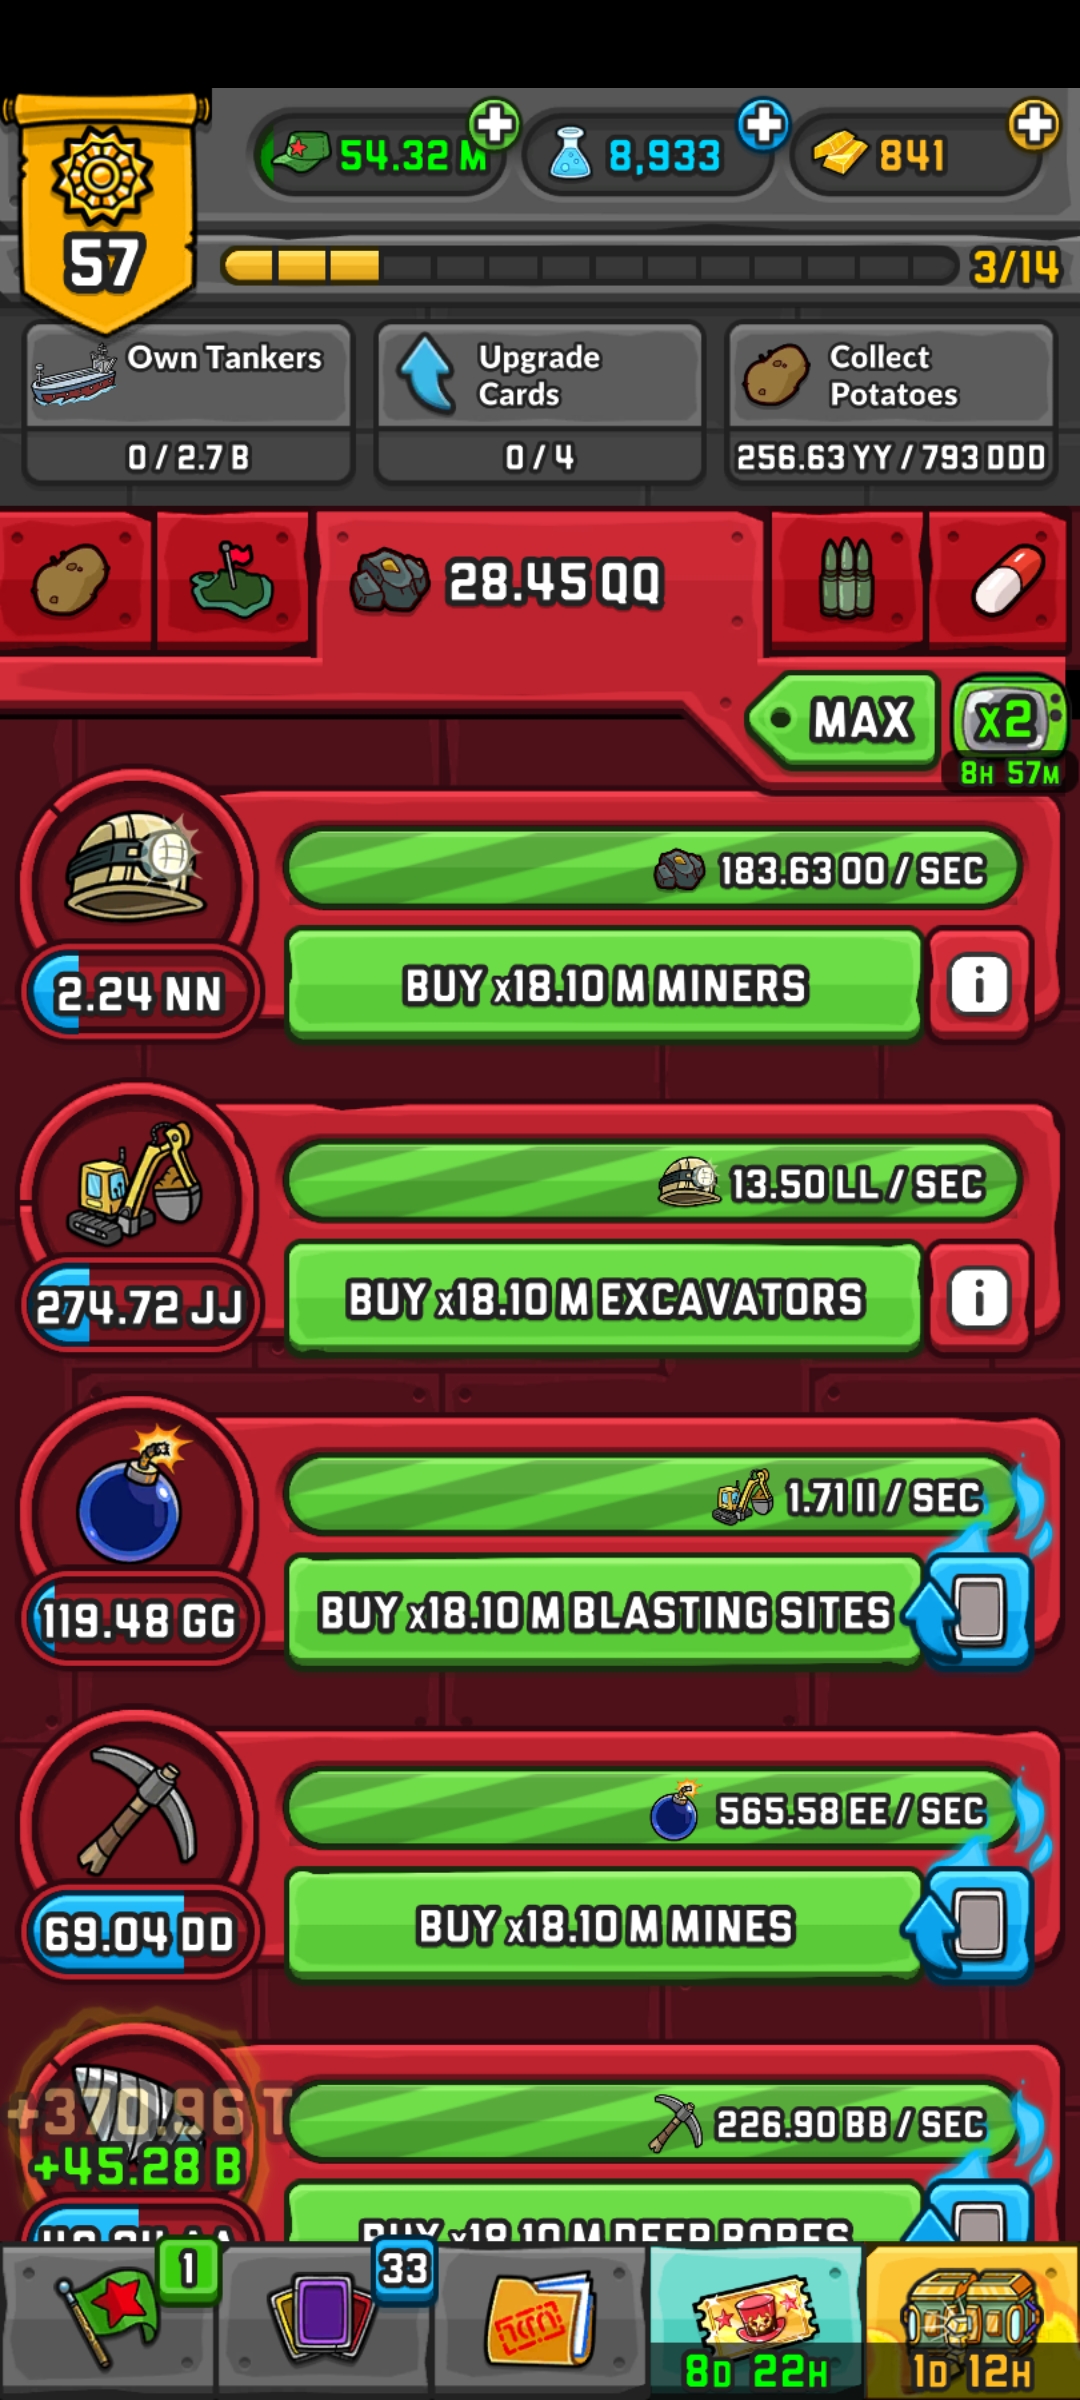 54.32 M
8,933
841
57
3/14
Own Tankers
0 / 2.7 B
Upgrade
Cards
0 / 4
Collect
Potatoes
256.63 YY / 793 DDD
28.45 QQ
MAX
x2
8H 57M
183.63 OO / SEC
2.24 NN
BUY x18.10 M MINERS
i
13.50 LL / SEC
274.72 JJ
BUY x18.10 M EXCAVATORS
i
1.71 II / SEC
119.48 GG
BUY x18.10 M BLASTING SITES
565.58 EE / SEC
69.04 DD
BUY x18.10 M MINES
+370.96 T
226.90 BB / SEC
+45.28 B
BUY x18.10 M DEEP BORES
1
33
8D 22H
1D 12H